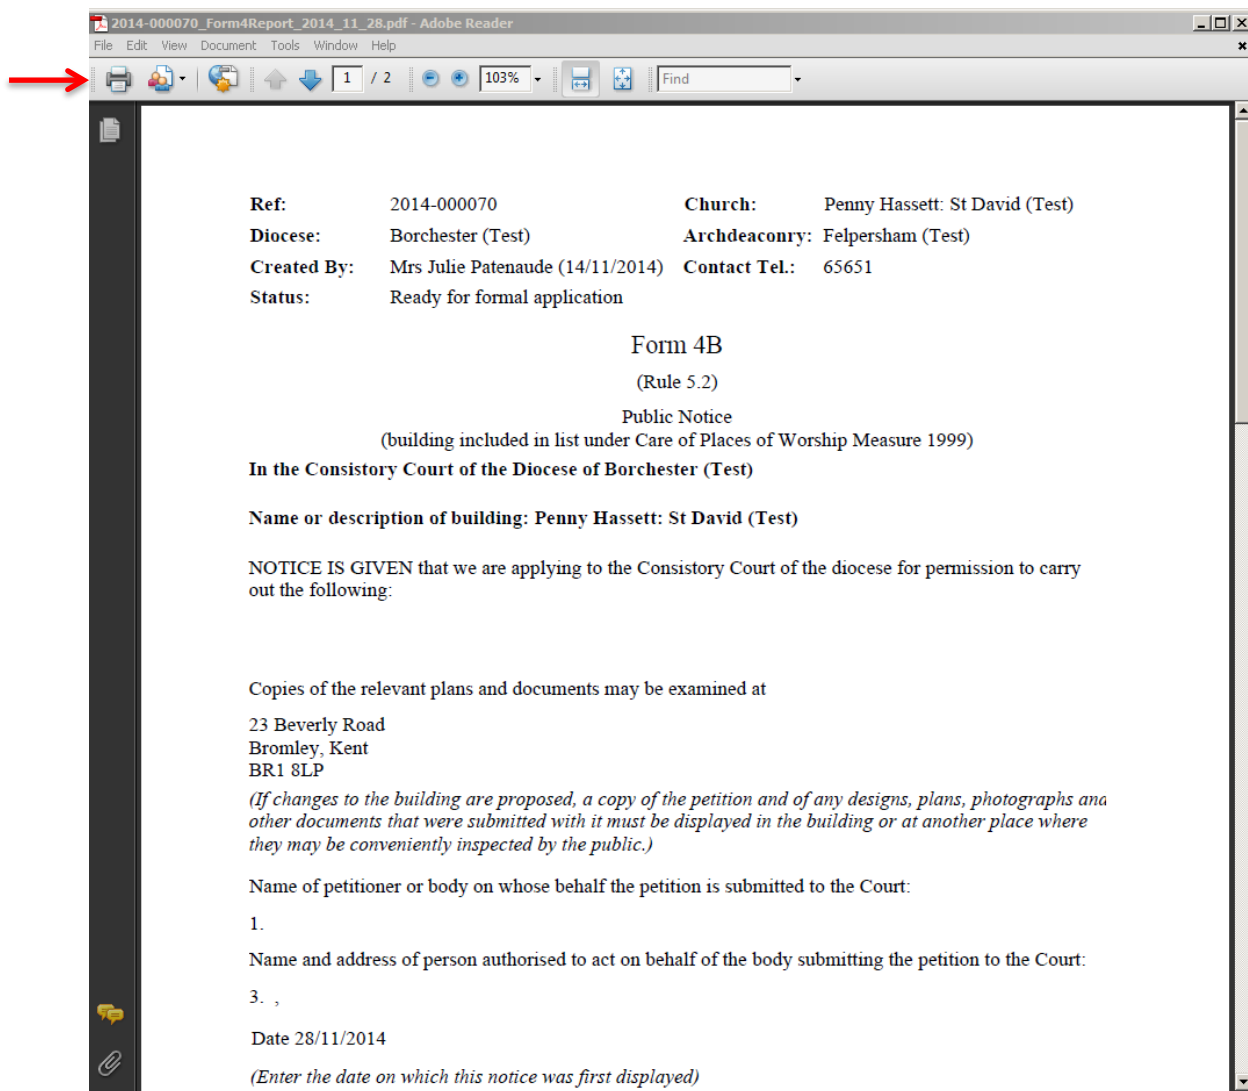 2014-000070_Form4Report_2014_11_28.pdf - Adobe Reader
File Edit View Document Tools Window Help
1 / 2 103% Find
Ref: 2014-000070 Church: Penny Hassett: St David (Test)
Diocese: Borchester (Test) Archdeaconry: Felpersham (Test)
Created By: Mrs Julie Patenaude (14/11/2014) Contact Tel.: 65651
Status: Ready for formal application
Form 4B
(Rule 5.2)
Public Notice
(building included in list under Care of Places of Worship Measure 1999)
In the Consistory Court of the Diocese of Borchester (Test)
Name or description of building: Penny Hassett: St David (Test)
NOTICE IS GIVEN that we are applying to the Consistory Court of the diocese for permission to carry
out the following:
Copies of the relevant plans and documents may be examined at
23 Beverly Road
Bromley, Kent
BR1 8LP
(If changes to the building are proposed, a copy of the petition and of any designs, plans, photographs and
other documents that were submitted with it must be displayed in the building or at another place where
they may be conveniently inspected by the public.)
Name of petitioner or body on whose behalf the petition is submitted to the Court:
1.
Name and address of person authorised to act on behalf of the body submitting the petition to the Court:
3. ,
Date 28/11/2014
(Enter the date on which this notice was first displayed)